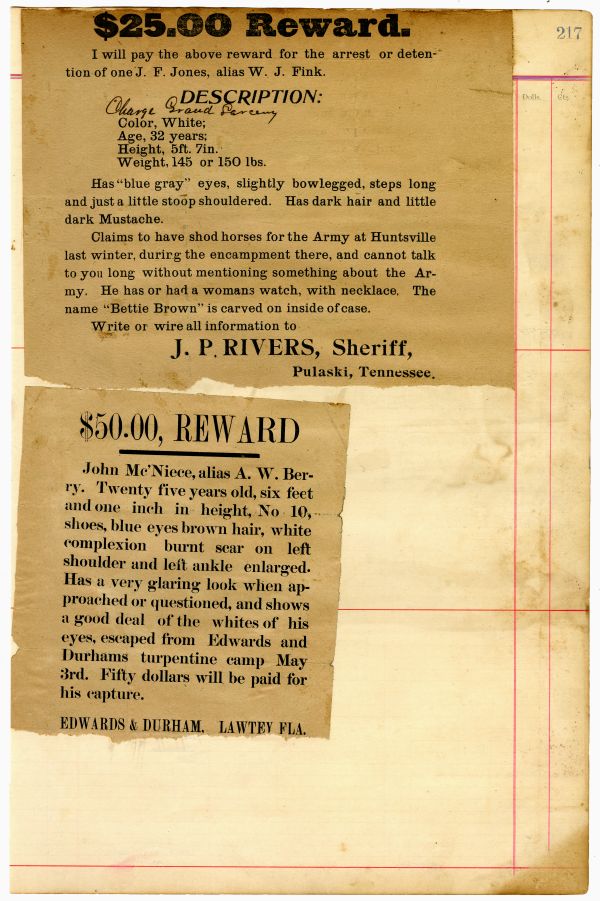 $25.00 Reward.
217
I will pay the above reward for the arrest or deten-
tion of one J. F. Jones, alias W. J. Fink.
Dolls. Cts.
DESCRIPTION:
Charge Grand Larceny
Color, White;
Age, 32 years;
Height, 5ft. 7in.
Weight, 145 or 150 lbs.
Has "blue gray" eyes, slightly bowlegged, steps long
and just a little stoop shouldered. Has dark hair and little
dark Mustache.
Claims to have shod horses for the Army at Huntsville
last winter, durirg the encampment there, and cannot talk
to you long without mentioning something about the Ar-
my. He has or had a womans watch, with necklace. The
name "Bettie Brown" is carved on inside of case.
Write or wire all information to
J. P. RIVERS, Sheriff,
Pulaski, Tennessee.
$50.00, REWARD
John Mc'Niece, alias A. W. Ber-
ry. Twenty five years old, six feet
and one inch in height, No 10,
shoes, blue eyes brown hair, white
complexion burnt scar on left
shoulder and left ankle enlarged.
Has a very glaring look when ap-
proached or questioned, and shows
a good deal of the whites of his
eyes, escaped from Edwards and
Durhams turpentine camp May
3rd. Fifty dollars will be paid for
his capture.
EDWARDS & DURHAM, LAWTEY FLA.